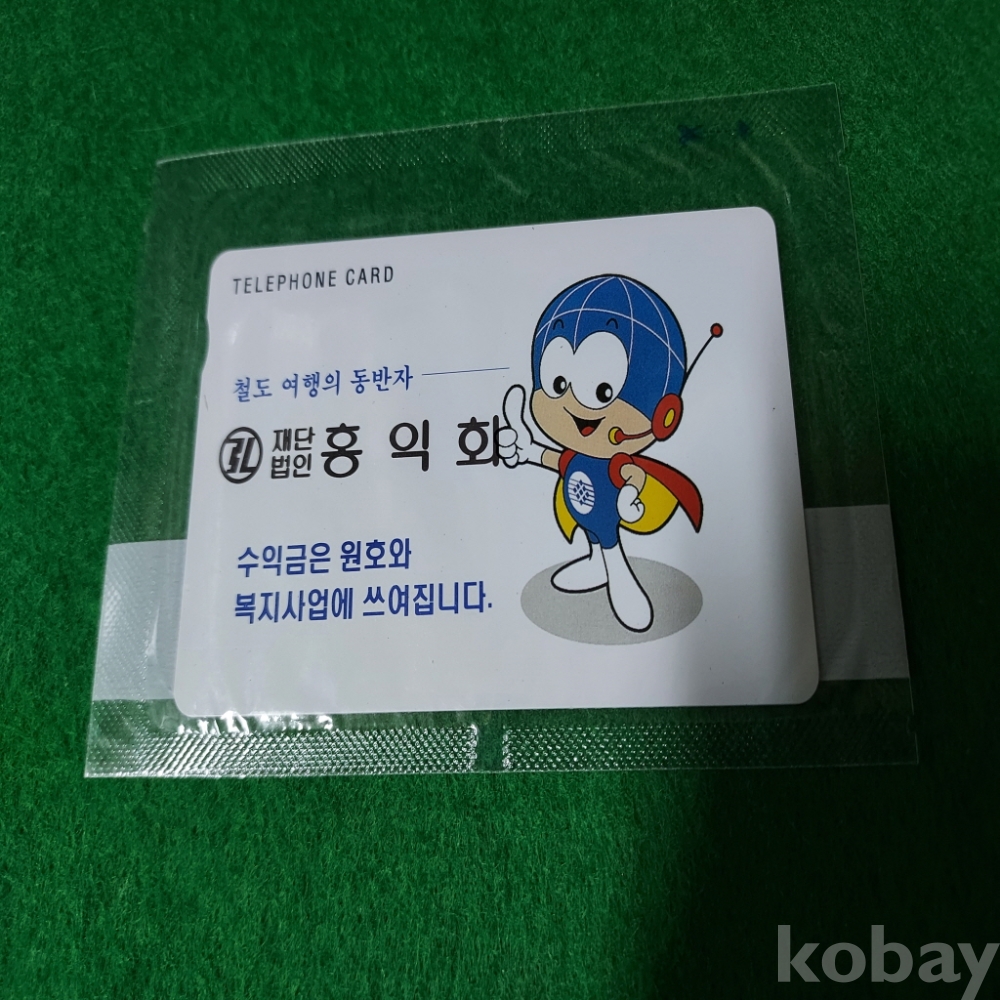 TELEPHONE CARD
철도 여행의 동반자
재단
법인 홍익회
수익금은 원호와
복지사업에 쓰여집니다.
kobay